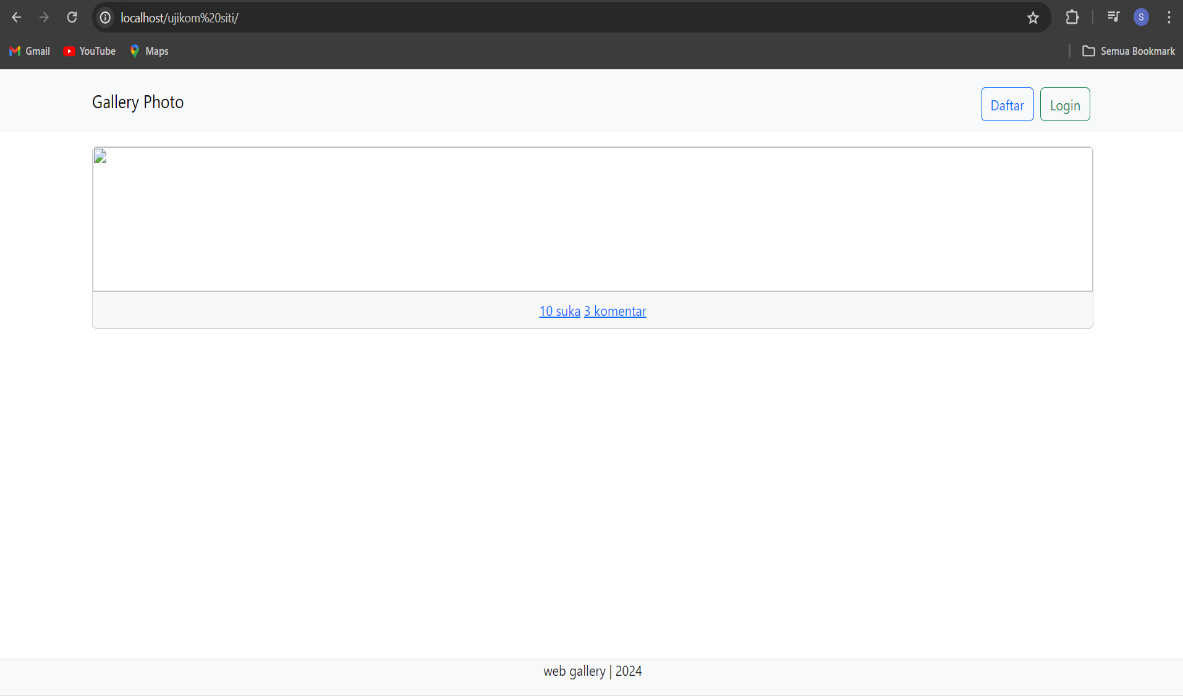 localhost/ujikom%20siti/
S
Gmail YouTube Maps Semua Bookmark
Gallery Photo Daftar Login
10 suka 3 komentar
web gallery | 2024